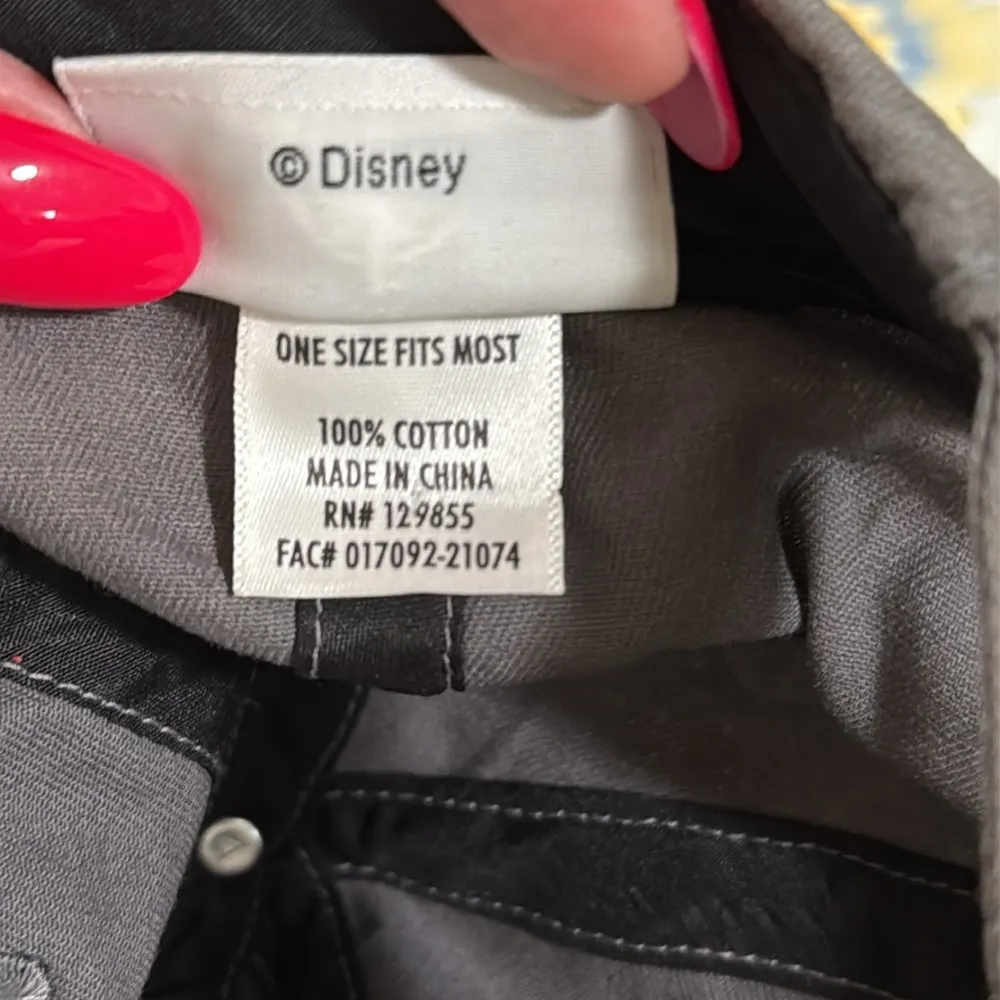 © Disney
ONE SIZE FITS MOST
100% COTTON
MADE IN CHINA
RN# 129855
FAC# 017092-21074